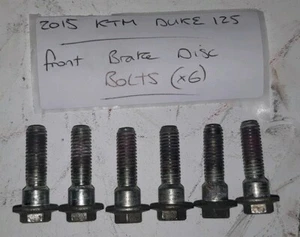 2015 KTM DUKE 125
front Brake Disc
BOLTS (x6)